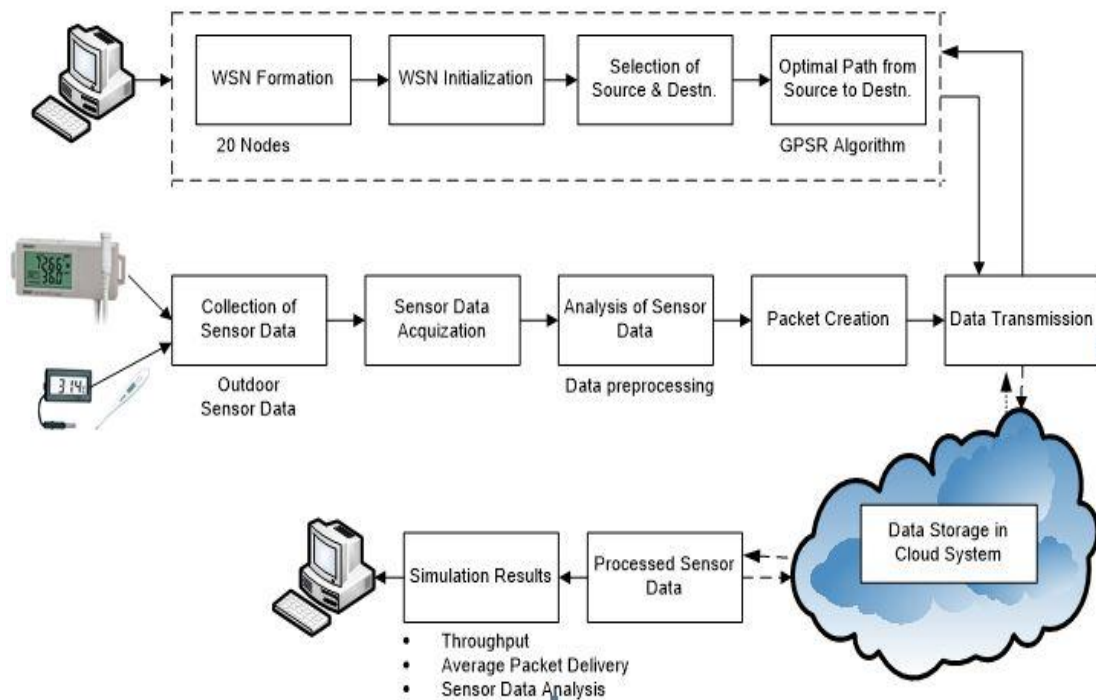 WSN Formation
WSN Initialization
Selection of
Source & Destn.
Optimal Path from
Source to Destn.
20 Nodes
GPSR Algorithm
Collection of
Sensor Data
Sensor Data
Acquization
Analysis of Sensor
Data
Packet Creation
Data Transmission
Outdoor
Sensor Data
Data preprocessing
Data Storage in
Cloud System
Simulation Results
Processed Sensor
Data
• Throughput
• Average Packet Delivery
• Sensor Data Analysis